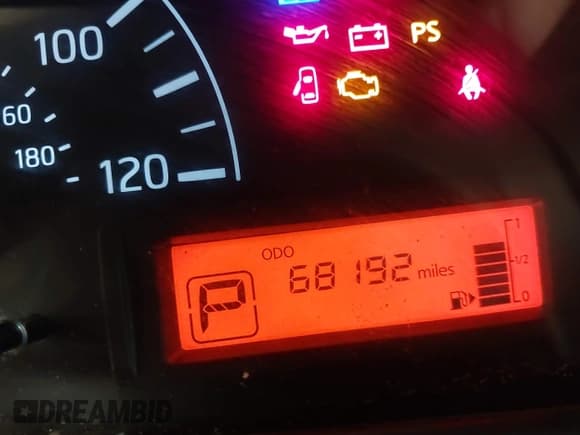 100
PS
60
180
120
ODO
68192 miles
P
1
1/2
0
DREAMBID